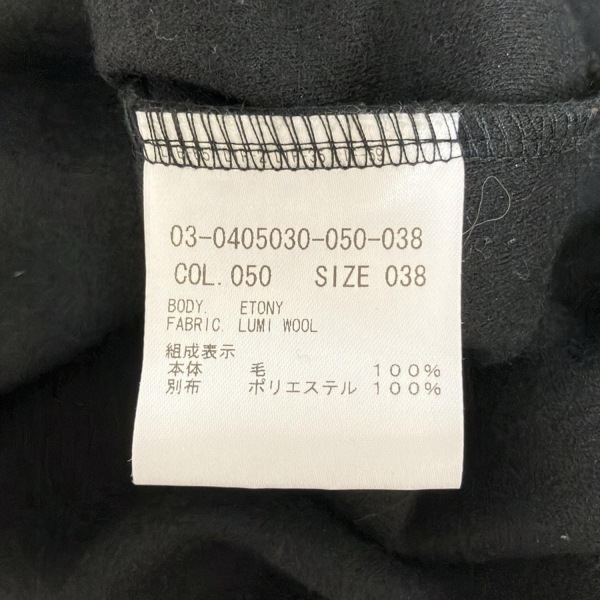 03-0405030-050-038
COL.050 SIZE 038
BODY. ETONY
FABRIC. LUMI WOOL
組成表示
本体 毛 100%
別布 ポリエステル 100%